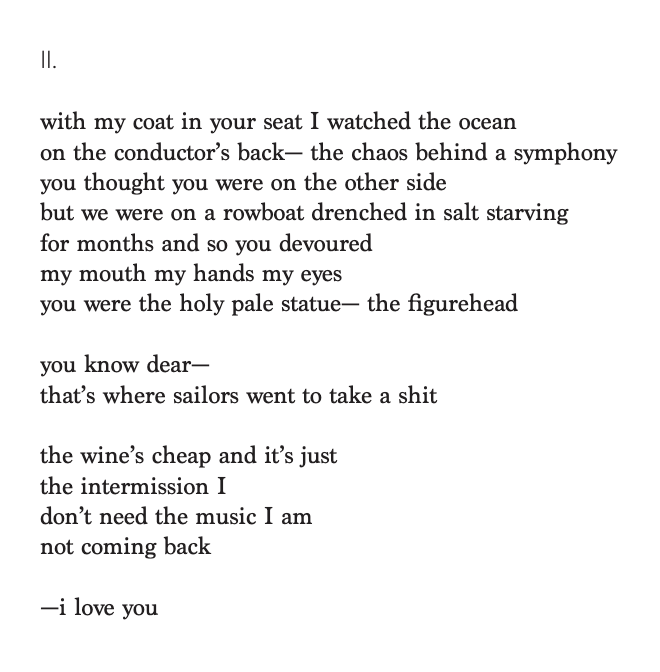 II.
with my coat in your seat I watched the ocean
on the conductor’s back— the chaos behind a symphony
you thought you were on the other side
but we were on a rowboat drenched in salt starving
for months and so you devoured
my mouth my hands my eyes
you were the holy pale statue— the figurehead
you know dear—
that’s where sailors went to take a shit
the wine’s cheap and it’s just
the intermission I
don’t need the music I am
not coming back
—i love you